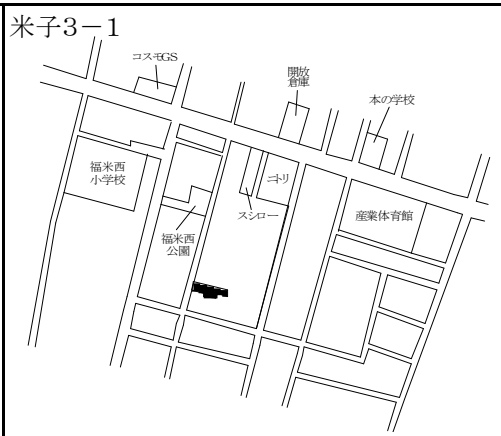 米子3－1
コスモGS
開放
倉庫
本の学校
福米西
小学校
ニトリ
スシロー
産業体育館
福米西
公園